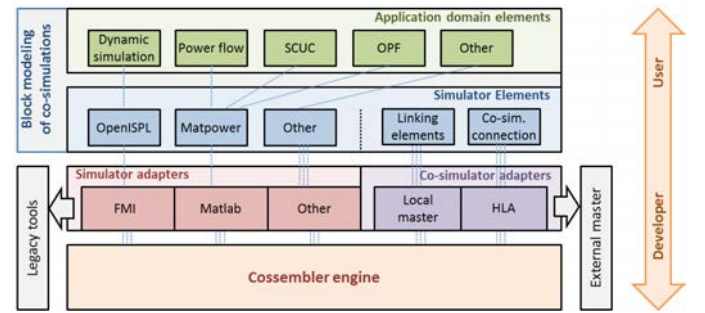 Block modeling
of co-simulations
Application domain elements
Dynamic
simulation
Power flow
SCUC
OPF
Other
Simulator Elements
OpenISPL
Matpower
Other
Linking
elements
Co-sim.
connection
Simulator adapters
Co-simulator adapters
Legacy tools
FMI
Matlab
Other
Local
master
HLA
External master
Cossembler engine
User
Developer